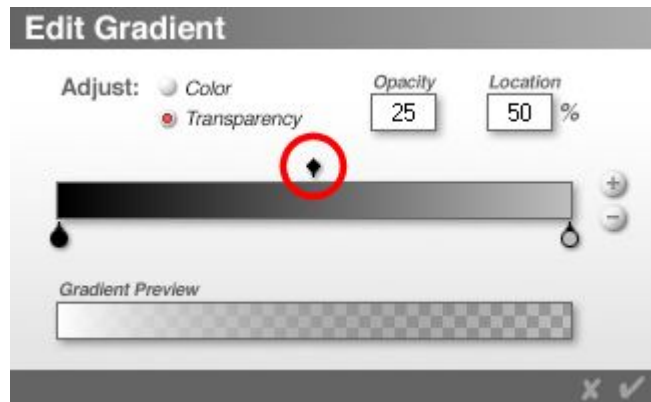 Edit Gradient
Adjust: Color Opacity Location
Transparency 25 50 %
Gradient Preview